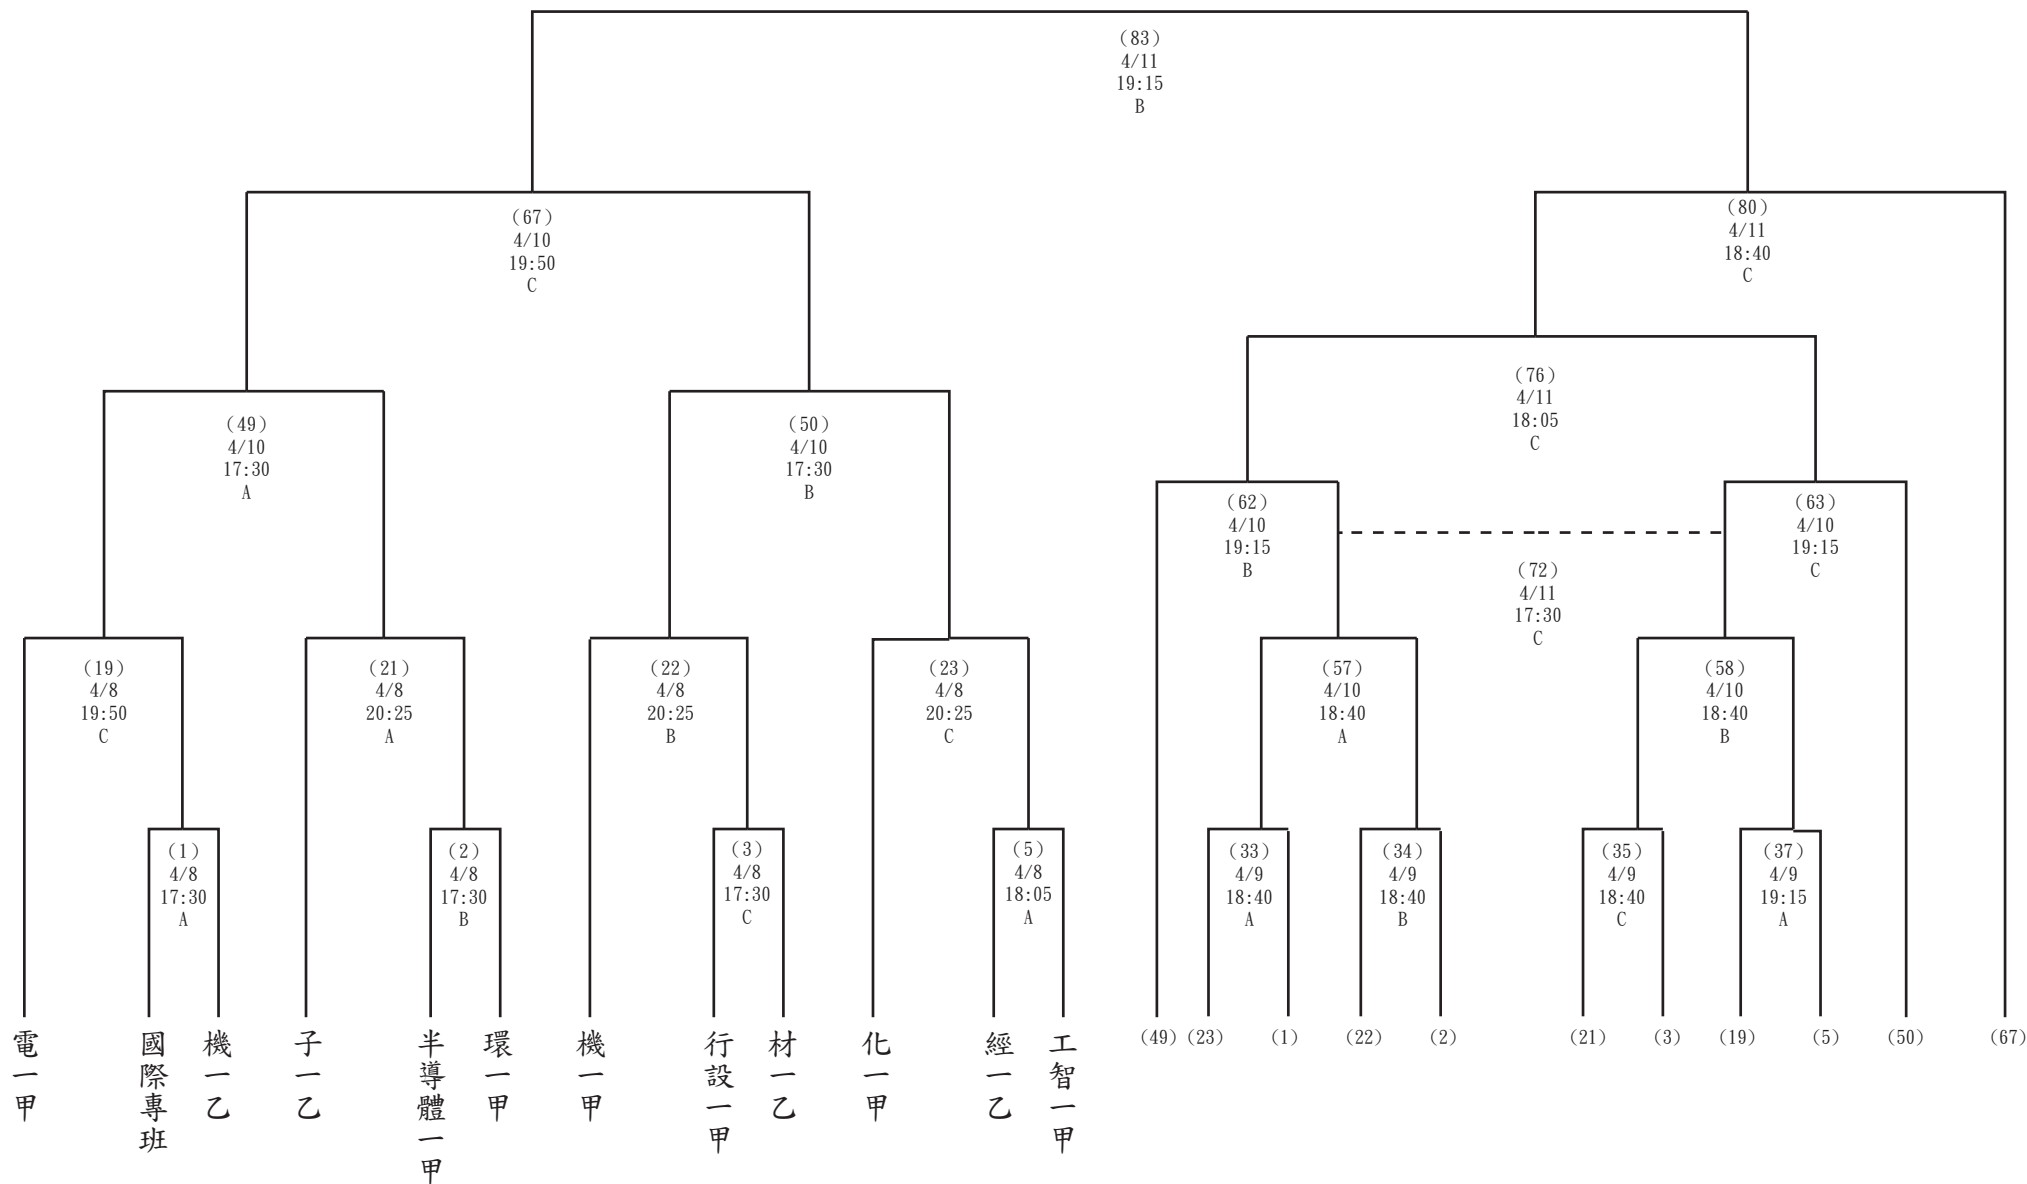 (83)
4/11
19:15
B
(67)
4/10
19:50
C
(80)
4/11
18:40
C
(76)
4/11
18:05
C
(49)
4/10
17:30
A
(50)
4/10
17:30
B
(62)
4/10
19:15
B
(63)
4/10
19:15
C
(72)
4/11
17:30
C
(19)
4/8
19:50
C
(21)
4/8
20:25
A
(22)
4/8
20:25
B
(23)
4/8
20:25
C
(57)
4/10
18:40
A
(58)
4/10
18:40
B
(1)
4/8
17:30
A
(2)
4/8
17:30
B
(3)
4/8
17:30
C
(5)
4/8
18:05
A
(33)
4/9
18:40
A
(34)
4/9
18:40
B
(35)
4/9
18:40
C
(37)
4/9
19:15
A
電一甲
國際專班
機一乙
子一乙
半導體一甲
環一甲
機一甲
行設一甲
材一乙
化一甲
經一乙
工智一甲
(49)
(23)
(1)
(22)
(2)
(21)
(3)
(19)
(5)
(50)
(67)